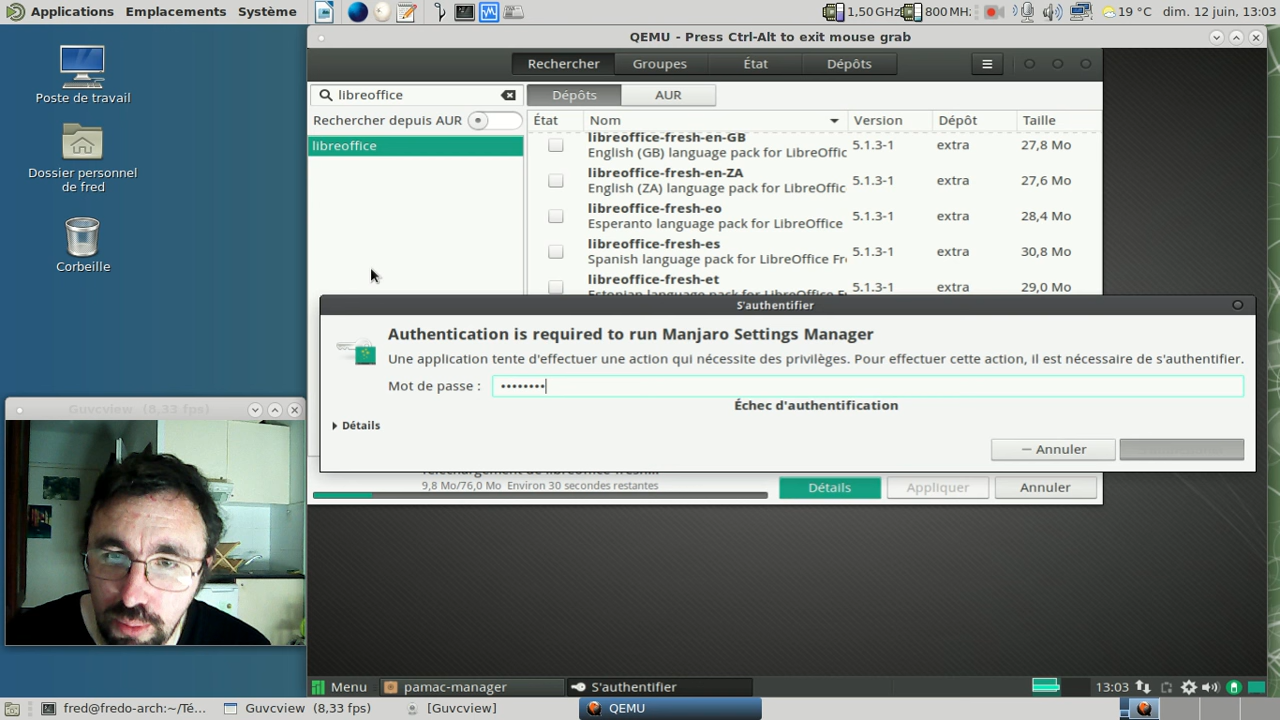 Applications Emplacements Système 1,50 GHz 800 MHz 19 °C dim. 12 juin, 13:03
QEMU - Press Ctrl-Alt to exit mouse grab
Rechercher Groupes État Dépôts
libreoffice Dépôts AUR
Rechercher depuis AUR État Nom Version Dépôt Taille
libreoffice
libreoffice-fresh-en-GB
English (GB) language pack for LibreOffic 5.1.3-1 extra 27,8 Mo
libreoffice-fresh-en-ZA
English (ZA) language pack for LibreOffic 5.1.3-1 extra 27,6 Mo
libreoffice-fresh-eo
Esperanto language pack for LibreOffice 5.1.3-1 extra 28,4 Mo
libreoffice-fresh-es
Spanish language pack for LibreOffice Fr 5.1.3-1 extra 30,8 Mo
libreoffice-fresh-et
Estonian language pack for LibreOffice 5.1.3-1 extra 29,0 Mo
Poste de travail
Dossier personnel
de fred
Corbeille
S'authentifier
Authentication is required to run Manjaro Settings Manager
Une application tente d'effectuer une action qui nécessite des privilèges. Pour effectuer cette action, il est nécessaire de s'authentifier.
Mot de passe : ••••••••
Échec d'authentification
Détails
Annuler
Téléchargement de libreoffice-fresh...
9,8 Mo/76,0 Mo Environ 30 secondes restantes
Détails Appliquer Annuler
Guvcview (8,33 fps)
Menu pamac-manager S'authentifier 13:03
fred@fredo-arch:~/Té... Guvcview (8,33 fps) [Guvcview] QEMU